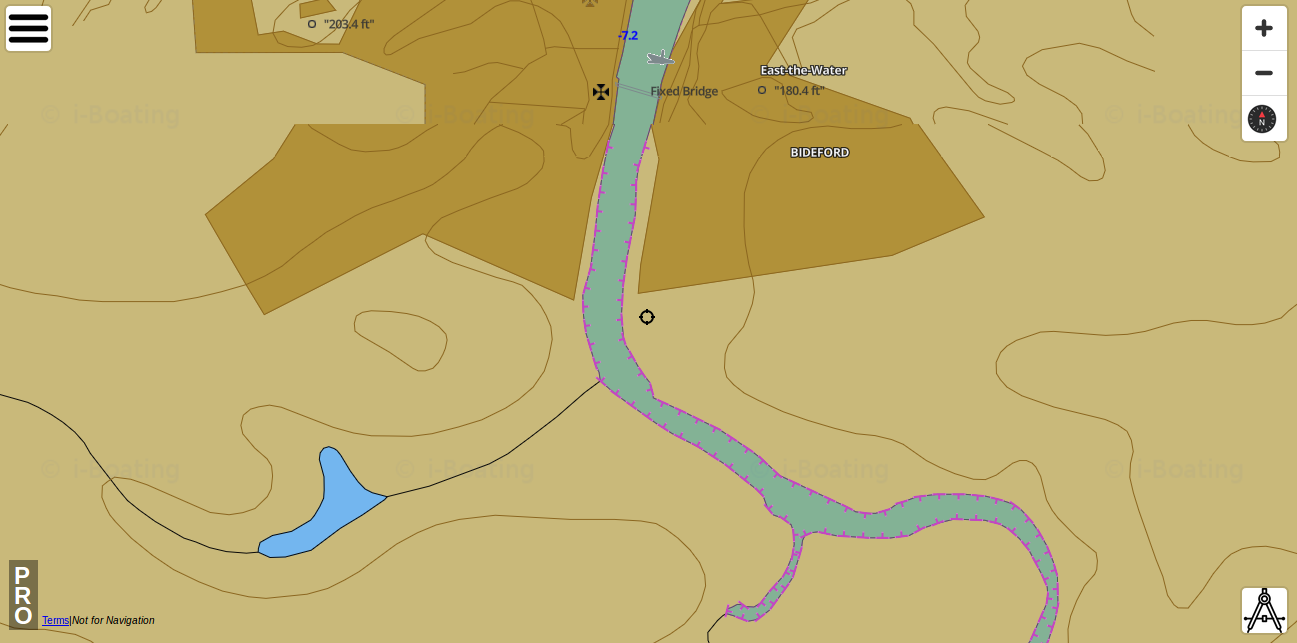 "203.4 ft"
-7.2
East-the-Water
Fixed Bridge
"180.4 ft"
© i-Boating
© i-Boating
© i-Boating
© i-Boating
N
BIDEFORD
© i-Boating
© i-Boating
© i-Boating
© i-Boating
PRO
Terms|Not for Navigation